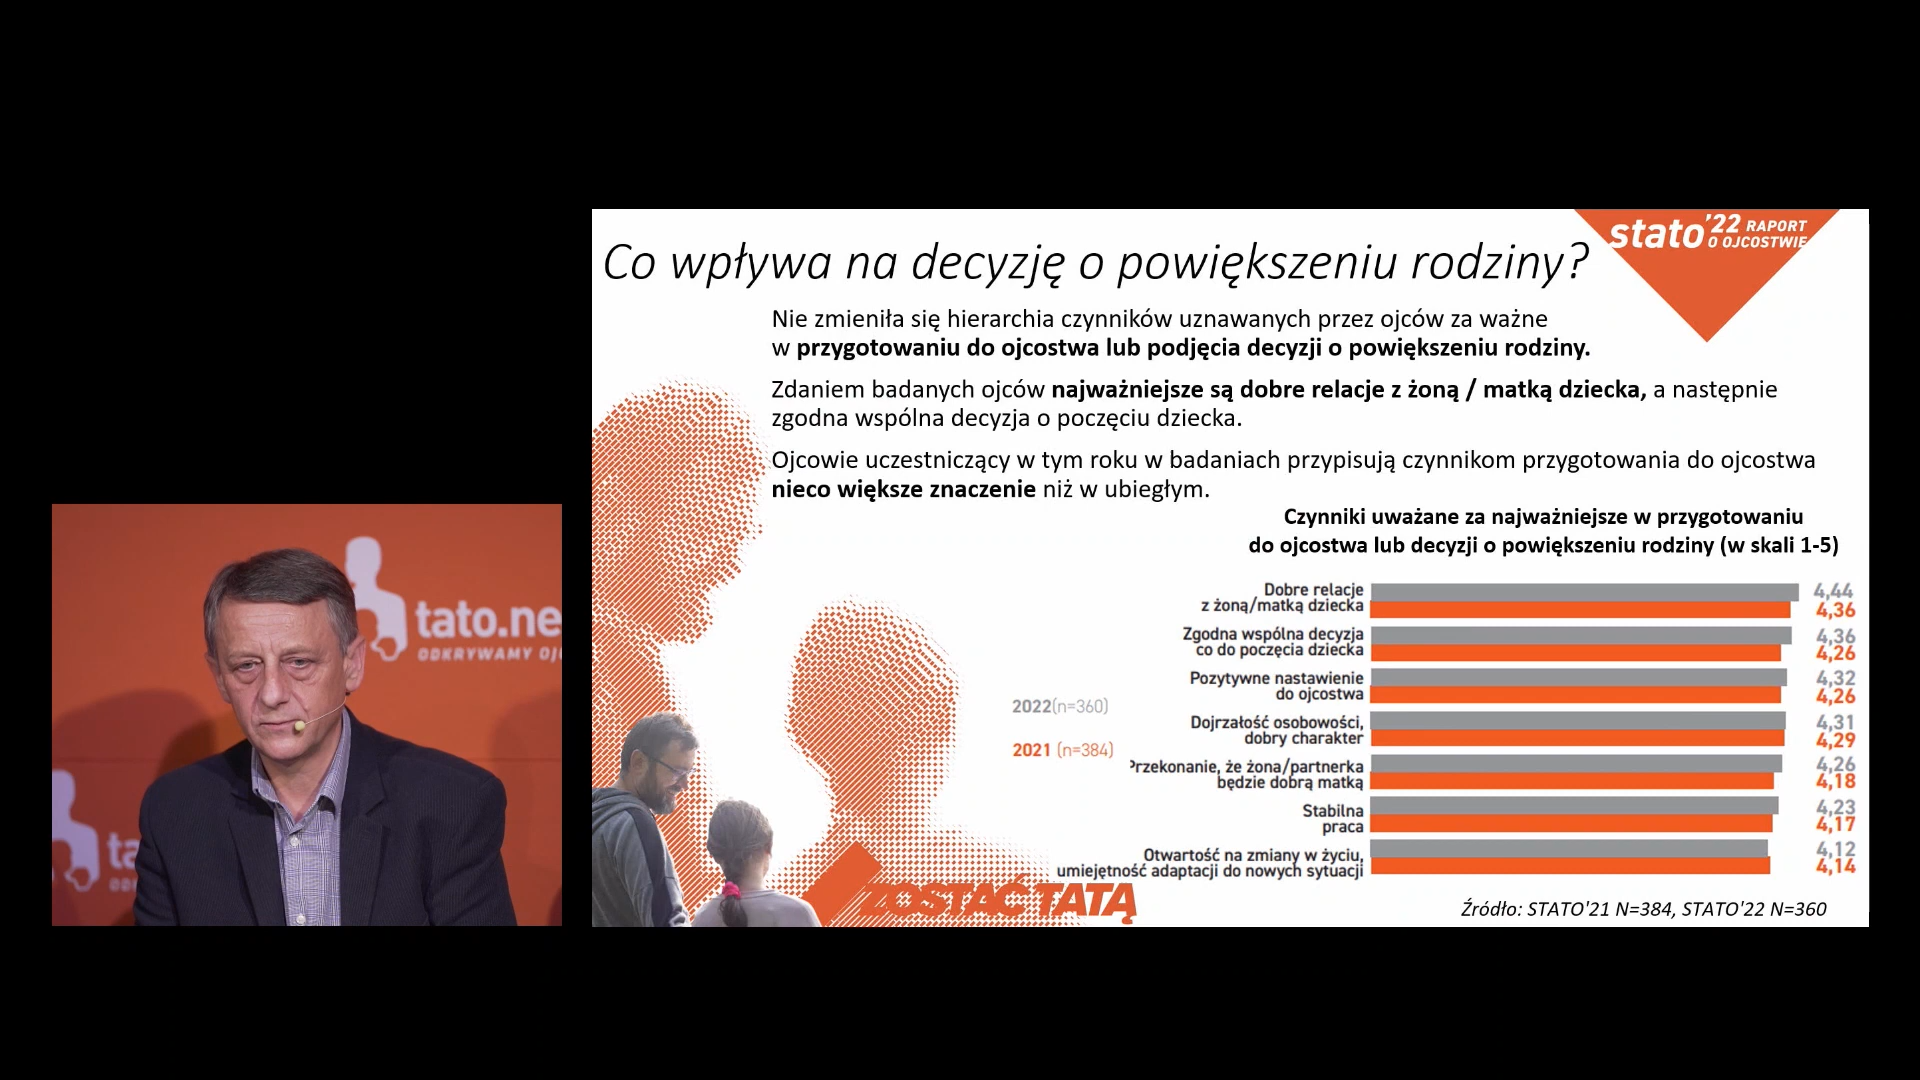 stato'22 RAPORT
O OJCOSTWIE
Co wpływa na decyzję o powiększeniu rodziny?
Nie zmieniła się hierarchia czynników uznawanych przez ojców za ważne
w przygotowaniu do ojcostwa lub podjęcia decyzji o powiększeniu rodziny.
Zdaniem badanych ojców najważniejsze są dobre relacje z żoną / matką dziecka, a następnie
zgodna wspólna decyzja o poczęciu dziecka.
Ojcowie uczestniczący w tym roku w badaniach przypisują czynnikom przygotowania do ojcostwa
nieco większe znaczenie niż w ubiegłym.
Czynniki uważane za najważniejsze w przygotowaniu
do ojcostwa lub decyzji o powiększeniu rodziny (w skali 1-5)
2022(n=360)
2021 (n=384)
Dobre relacje
z żoną/matką dziecka
4,44
4,36
Zgodna wspólna decyzja
co do poczęcia dziecka
4,36
4,26
Pozytywne nastawienie
do ojcostwa
4,32
4,26
Dojrzałość osobowości,
dobry charakter
4,31
4,29
Przekonanie, że żona/partnerka
będzie dobrą matką
4,26
4,18
Stabilna
praca
4,23
4,17
Otwartość na zmiany w życiu,
umiejętność adaptacji do nowych sytuacji
4,12
4,14
ZOSTAĆ TATĄ
Źródło: STATO'21 N=384, STATO'22 N=360
tato.ne
ODKRYWAMY OJ
ta